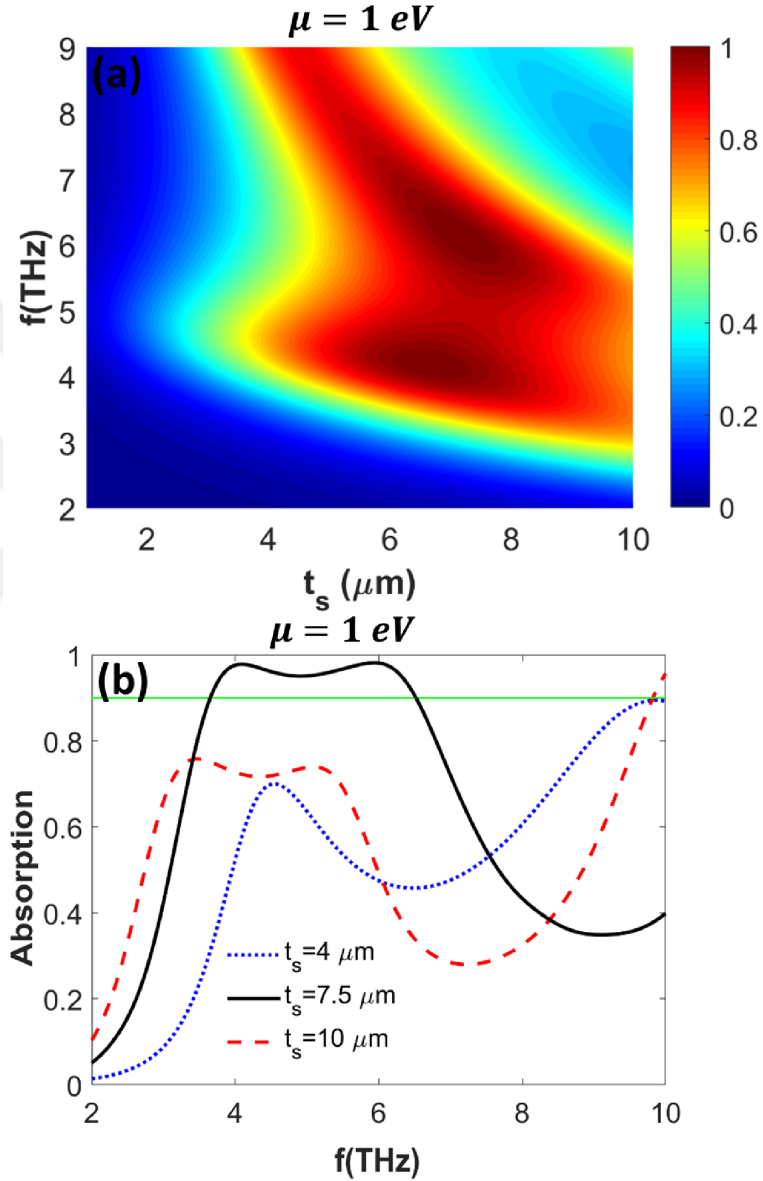 μ = 1 eV
(a)
9
8
7
6
5
4
3
2
f(THz)
2 4 6 8 10
t_s (μm)
1
0.8
0.6
0.4
0.2
0
μ = 1 eV
(b)
1
0.8
0.6
0.4
0.2
0
Absorption
t_s=4 μm
t_s=7.5 μm
t_s=10 μm
2 4 6 8 10
f(THz)